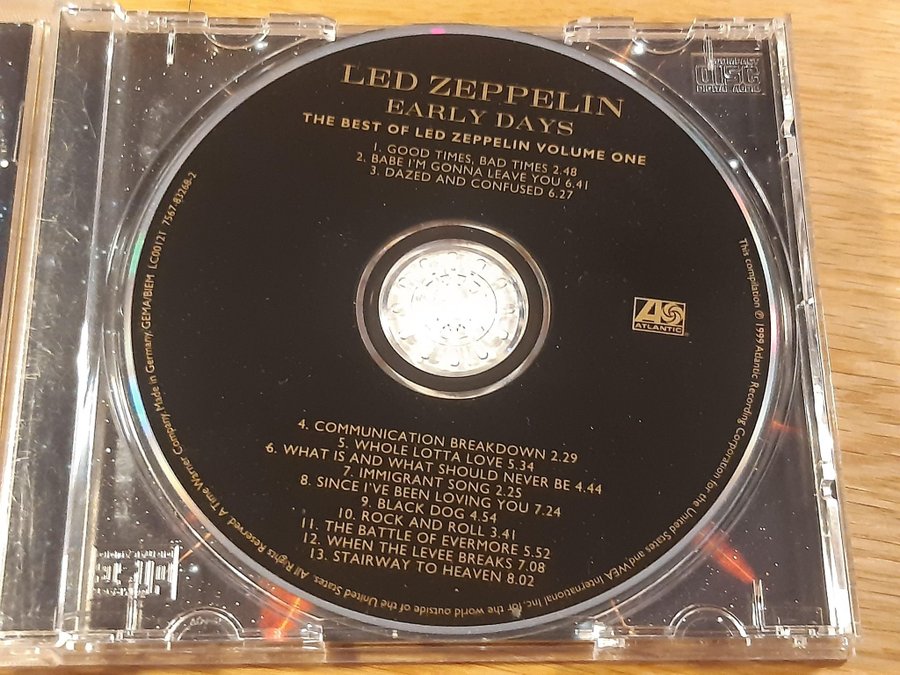 LED ZEPPELIN
EARLY DAYS
THE BEST OF LED ZEPPELIN VOLUME ONE
1. GOOD TIMES, BAD TIMES 2.48
2. BABE I'M GONNA LEAVE YOU 6.41
3. DAZED AND CONFUSED 6.27
COMPACT
disc
DIGITAL AUDIO
ATLANTIC
4. COMMUNICATION BREAKDOWN 2.29
5. WHOLE LOTTA LOVE 5.34
6. WHAT IS AND WHAT SHOULD NEVER BE 4.44
7. IMMIGRANT SONG 2.25
8. SINCE I'VE BEEN LOVING YOU 7.24
9. BLACK DOG 4.54
10. ROCK AND ROLL 3.41
11. THE BATTLE OF EVERMORE 5.52
12. WHEN THE LEVEE BREAKS 7.08
13. STAIRWAY TO HEAVEN 8.02
This compilation ℗ 1999 Atlantic Recording Corporation for the United States and WEA International Inc. for the world outside of the United States. All Rights Reserved. A Time Warner Company. Made in Germany. GEMA/BIEM LC00121 7567-83268-2